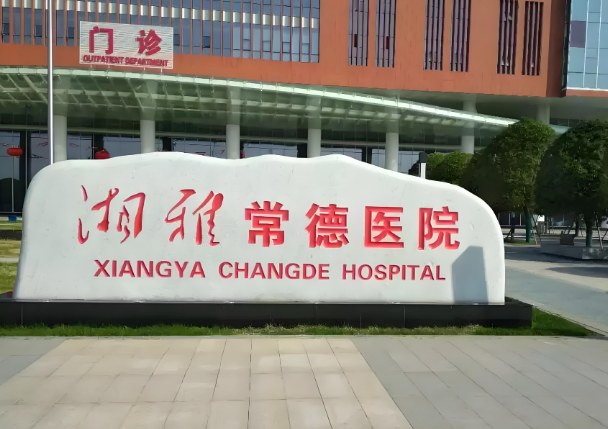 门诊
OUTPATIENT DEPARTMENT
湘雅常德医院
XIANGYA CHANGDE HOSPITAL